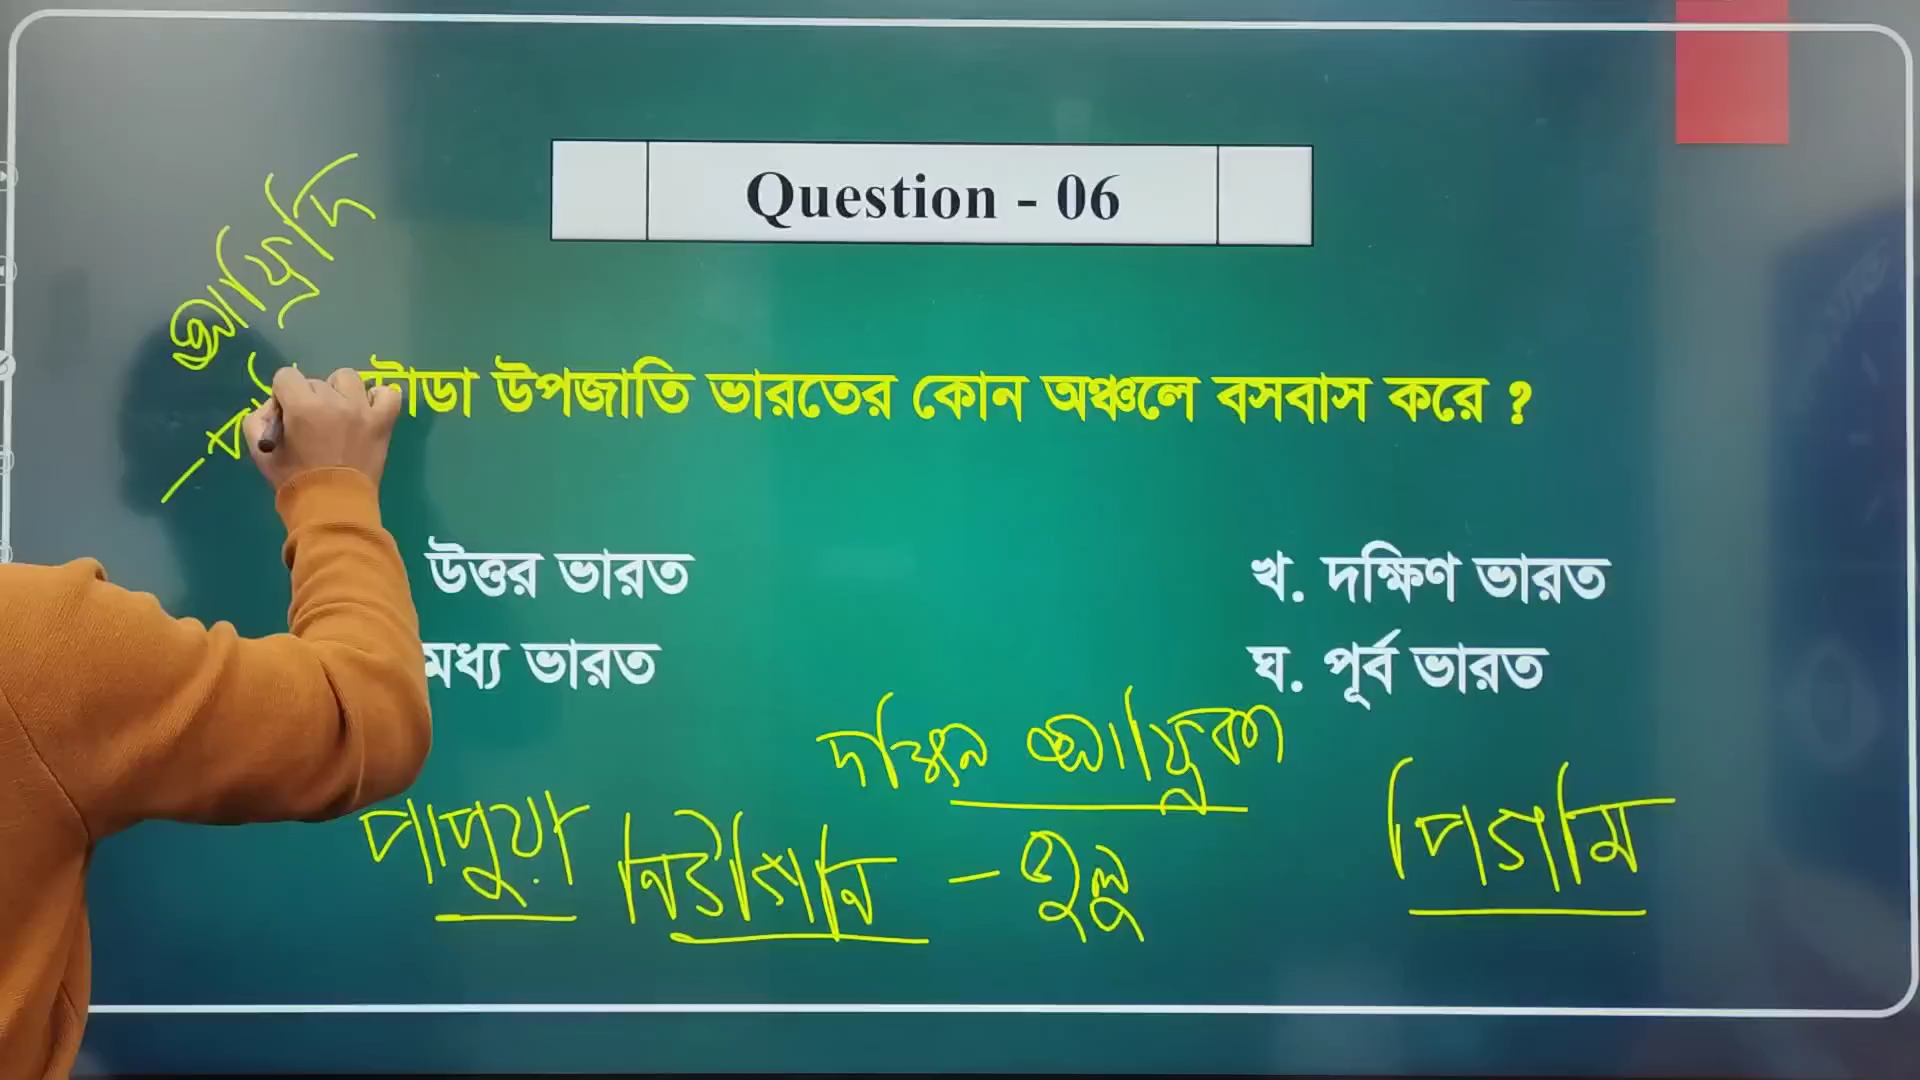 Question - 06
আফ্রিদি
টোডা উপজাতি ভারতের কোন অঞ্চলে বসবাস করে ?
উত্তর ভারত
খ. দক্ষিণ ভারত
মধ্য ভারত
ঘ. পূর্ব ভারত
পাপুয়া নিউগিনি
পিগমি